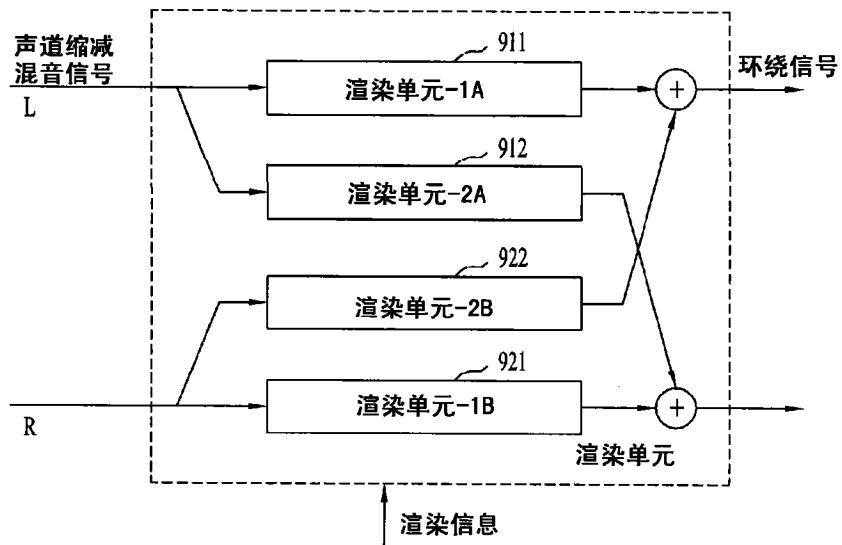 声道缩减
混音信号
L
911
渲染单元-1A
+
环绕信号
912
渲染单元-2A
922
渲染单元-2B
921
渲染单元-1B
+
R
渲染单元
渲染信息